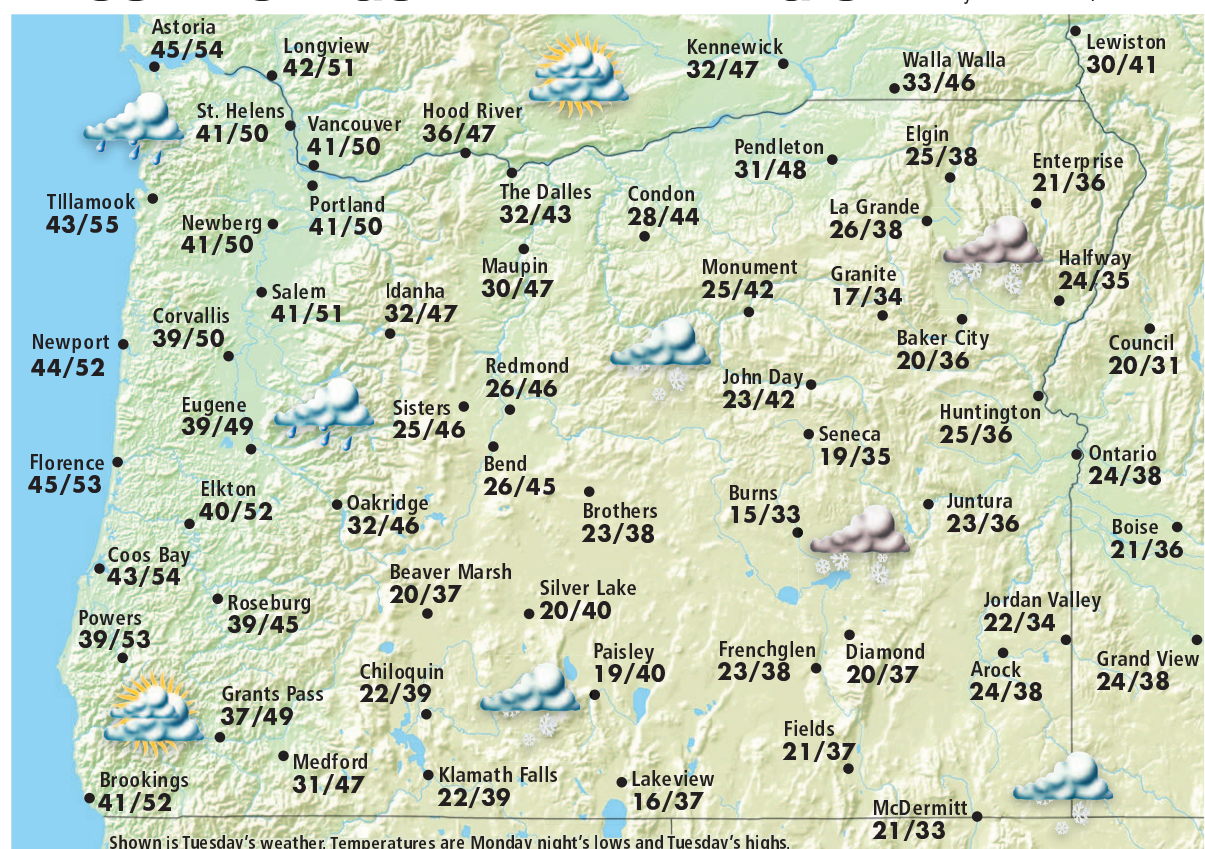 Astoria
45/54
Longview
42/51
Kennewick
32/47
Walla Walla
33/46
Lewiston
30/41
St. Helens
41/50
Vancouver
41/50
Hood River
36/47
Pendleton
31/48
Elgin
25/38
Enterprise
21/36
TIllamook
43/55
Newberg
41/50
Portland
41/50
The Dalles
32/43
Condon
28/44
La Grande
26/38
Maupin
30/47
Monument
25/42
Granite
17/34
Halfway
24/35
Salem
41/51
Idanha
32/47
Corvallis
39/50
Newport
44/52
Baker City
20/36
Council
20/31
Redmond
26/46
John Day
23/42
Eugene
39/49
Sisters
25/46
Huntington
25/36
Seneca
19/35
Ontario
24/38
Florence
45/53
Bend
26/45
Elkton
40/52
Oakridge
32/46
Brothers
23/38
Burns
15/33
Juntura
23/36
Boise
21/36
Coos Bay
43/54
Beaver Marsh
20/37
Silver Lake
20/40
Roseburg
39/45
Powers
39/53
Jordan Valley
22/34
Chiloquin
22/39
Paisley
19/40
Frenchglen
23/38
Diamond
20/37
Arock
24/38
Grand View
24/38
Grants Pass
37/49
Fields
21/37
Medford
31/47
Brookings
41/52
Klamath Falls
22/39
Lakeview
16/37
McDermitt
21/33
Shown is Tuesday's weather. Temperatures are Monday night's lows and Tuesday's highs.